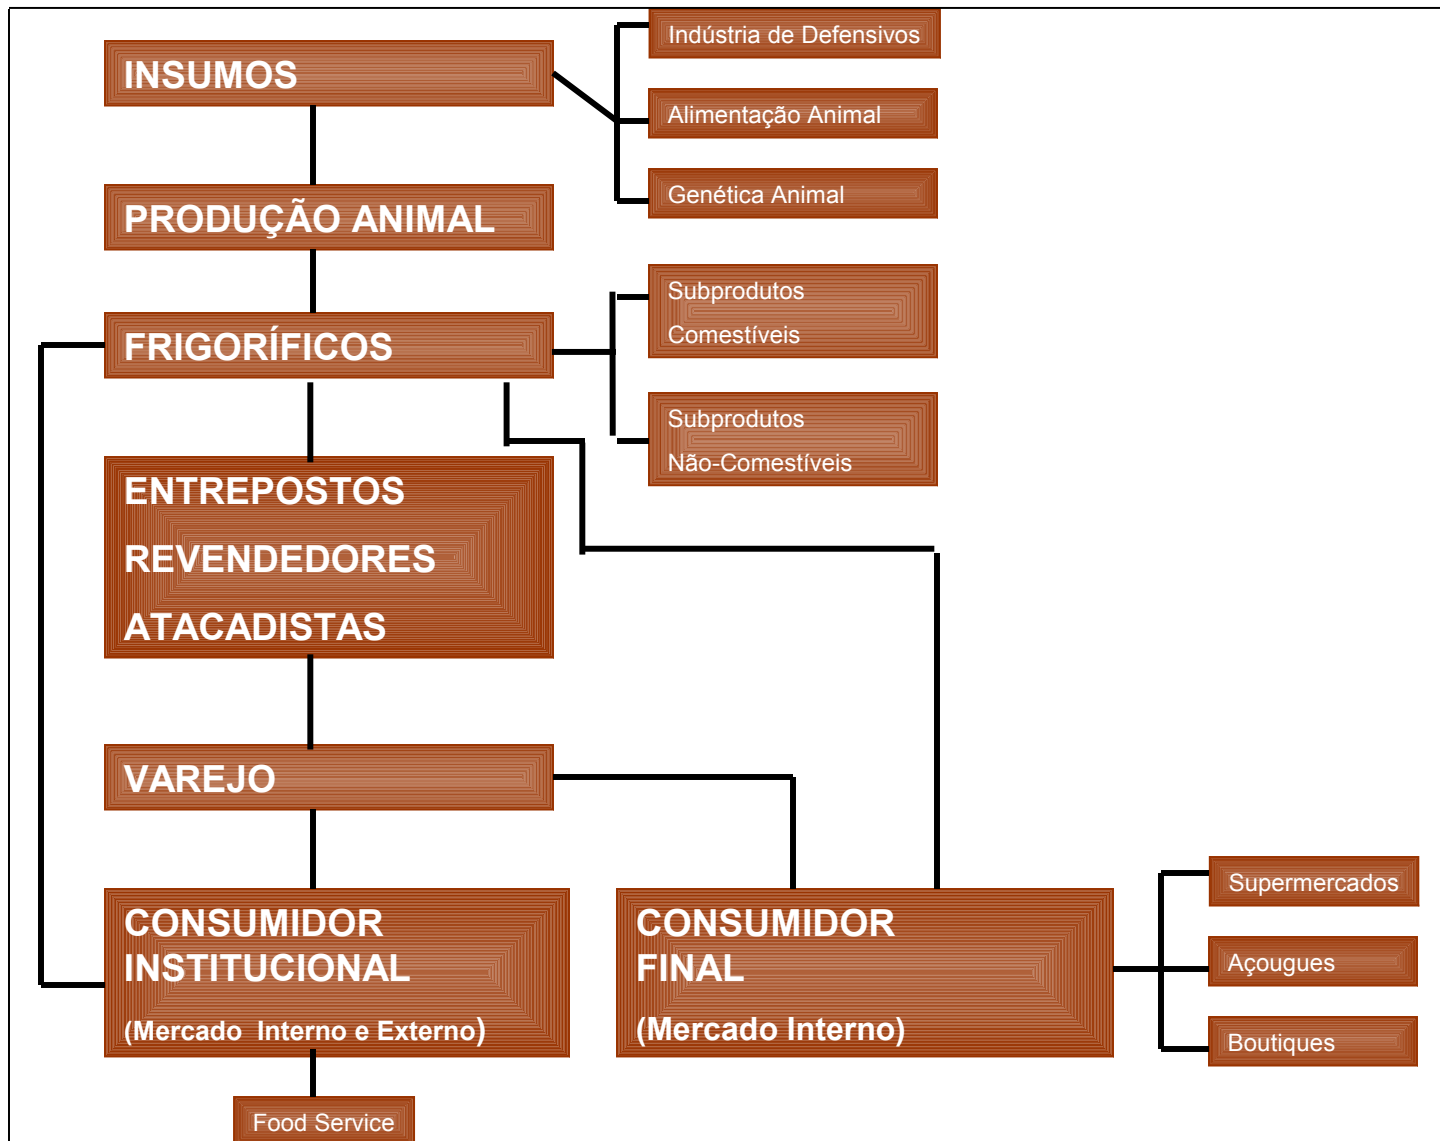 INSUMOS
Indústria de Defensivos
Alimentação Animal
Genética Animal
PRODUÇÃO ANIMAL
FRIGORÍFICOS
Subprodutos
Comestíveis
Subprodutos
Não-Comestíveis
ENTREPOSTOS
REVENDEDORES
ATACADISTAS
VAREJO
CONSUMIDOR
INSTITUCIONAL
(Mercado Interno e Externo)
CONSUMIDOR
FINAL
(Mercado Interno)
Supermercados
Açougues
Boutiques
Food Service